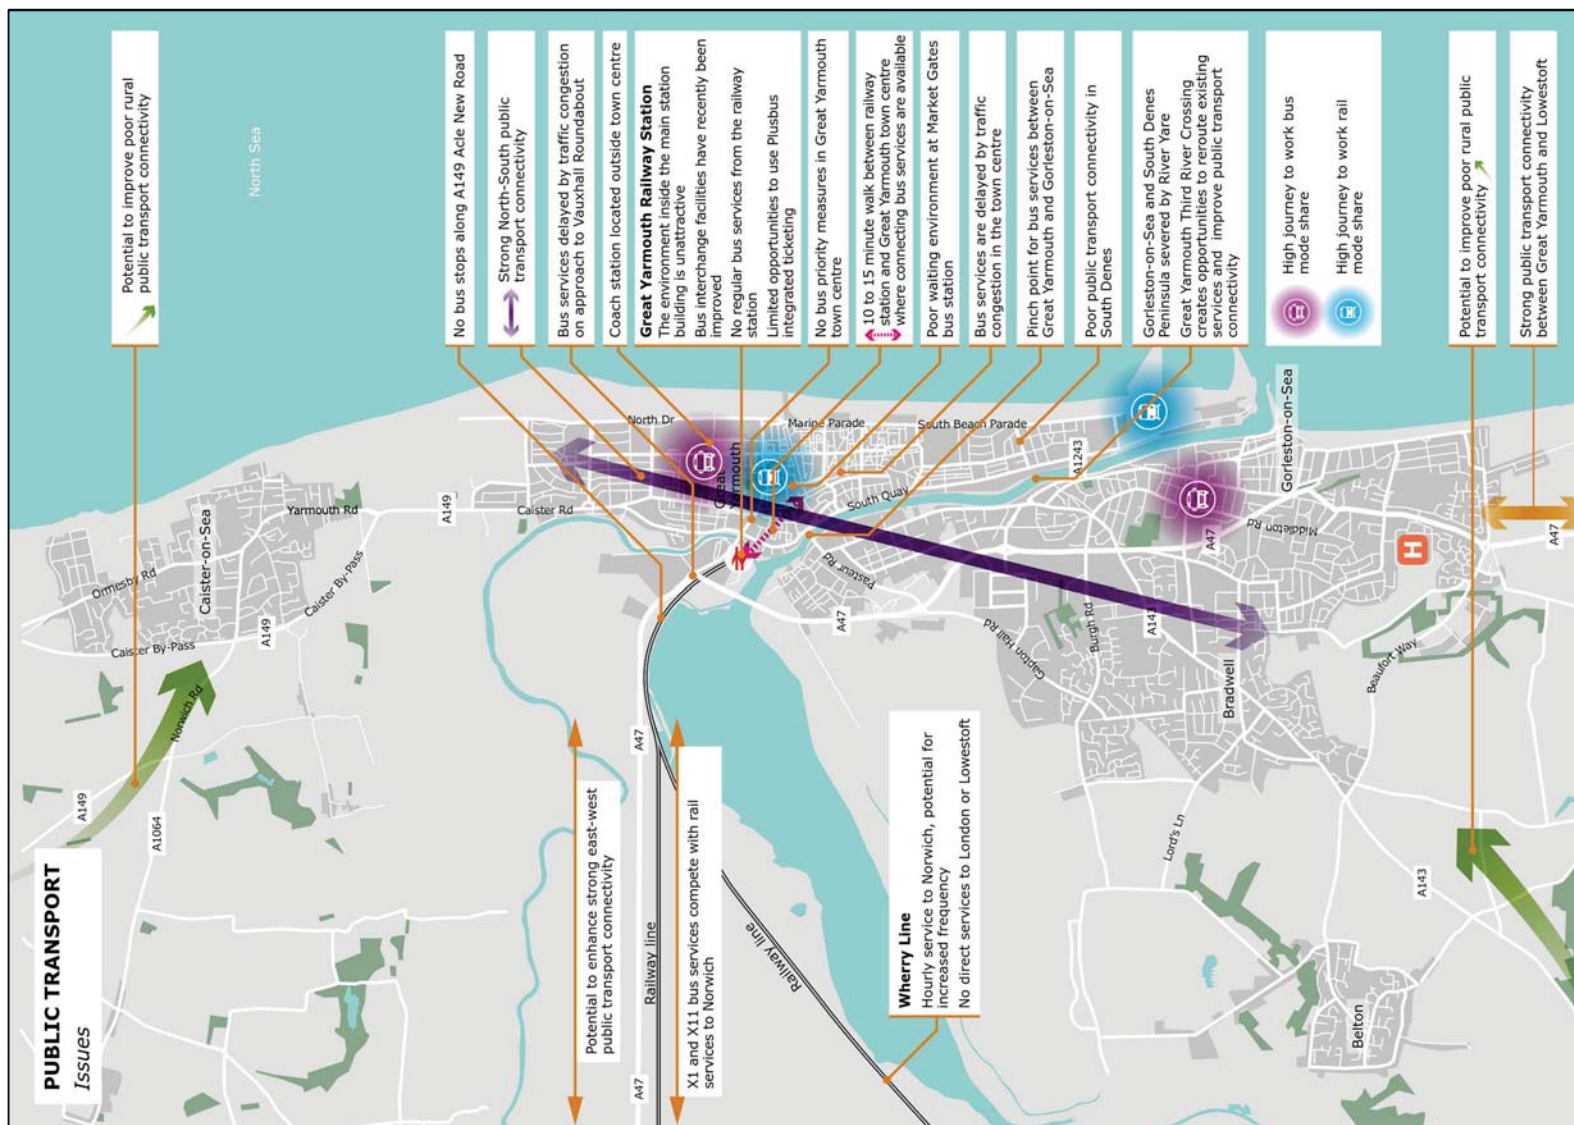 PUBLIC TRANSPORT
Issues
Potential to improve poor rural
public transport connectivity
No bus stops along A149 Acle New Road
Strong North-South public
transport connectivity
Bus services delayed by traffic congestion
on approach to Vauxhall Roundabout
Coach station located outside town centre
Great Yarmouth Railway Station
The environment inside the main station
building is unattractive
Bus interchange facilities have recently been
improved
No regular bus services from the railway
station
Limited opportunities to use Plusbus
integrated ticketing
No bus priority measures in Great Yarmouth
town centre
10 to 15 minute walk between railway
station and Great Yarmouth town centre
where connecting bus services are available
Poor waiting environment at Market Gates
bus station
Bus services are delayed by traffic
congestion in the town centre
Pinch point for bus services between
Great Yarmouth and Gorleston-on-Sea
Poor public transport connectivity in
South Denes
Gorleston-on-Sea and South Denes
Peninsula severed by River Yare
Great Yarmouth Third River Crossing
creates opportunities to reroute existing
services and improve public transport
connectivity
High journey to work bus
mode share
High journey to work rail
mode share
Potential to improve poor rural public
transport connectivity
Strong public transport connectivity
between Great Yarmouth and Lowestoft
Potential to enhance strong east-west
public transport connectivity
X1 and X11 bus services compete with rail
services to Norwich
Wherry Line
Hourly service to Norwich, potential for
increased frequency
No direct services to London or Lowestoft
North Sea
Ormesby Rd
Caister-on-Sea
Yarmouth Rd
Caister By-Pass
Caister By-Pass
A149
A149
A149
A1064
Norwich Rd
Caister Rd
North Dr
Great
Yarmouth
Marine Parade
South Beach Parade
South Quay
A1243
Pasteur Rd
A47
A47
A47
A47
A47
Railway line
Railway line
Gapton Hall Rd
Burgh Rd
A143
A143
Bradwell
Middleton Rd
Gorleston-on-Sea
H
Beaufort Way
Lord's Ln
Belton